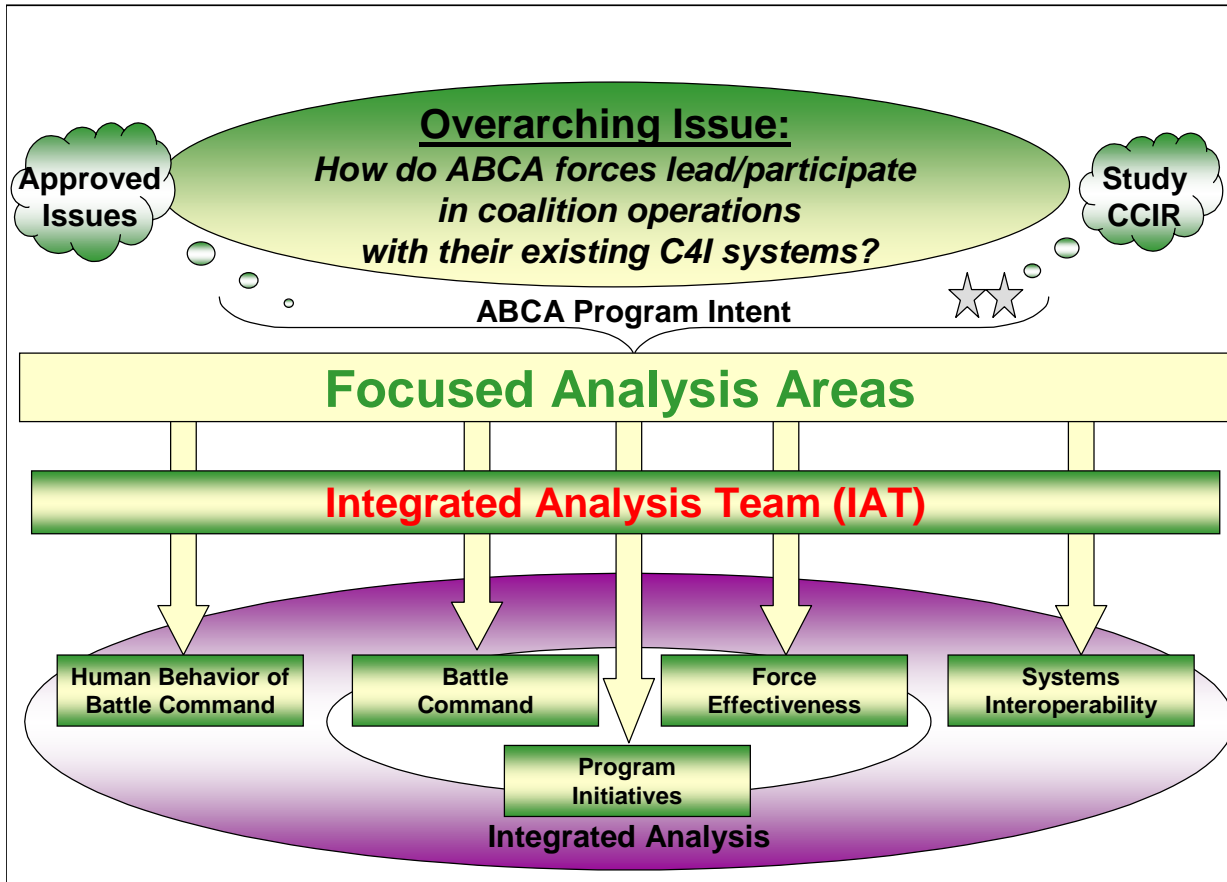 Overarching Issue:
How do ABCA forces lead/participate
in coalition operations
with their existing C4I systems?
Approved
Issues
Study
CCIR
ABCA Program Intent
Focused Analysis Areas
Integrated Analysis Team (IAT)
Human Behavior of
Battle Command
Battle
Command
Force
Effectiveness
Systems
Interoperability
Program
Initiatives
Integrated Analysis